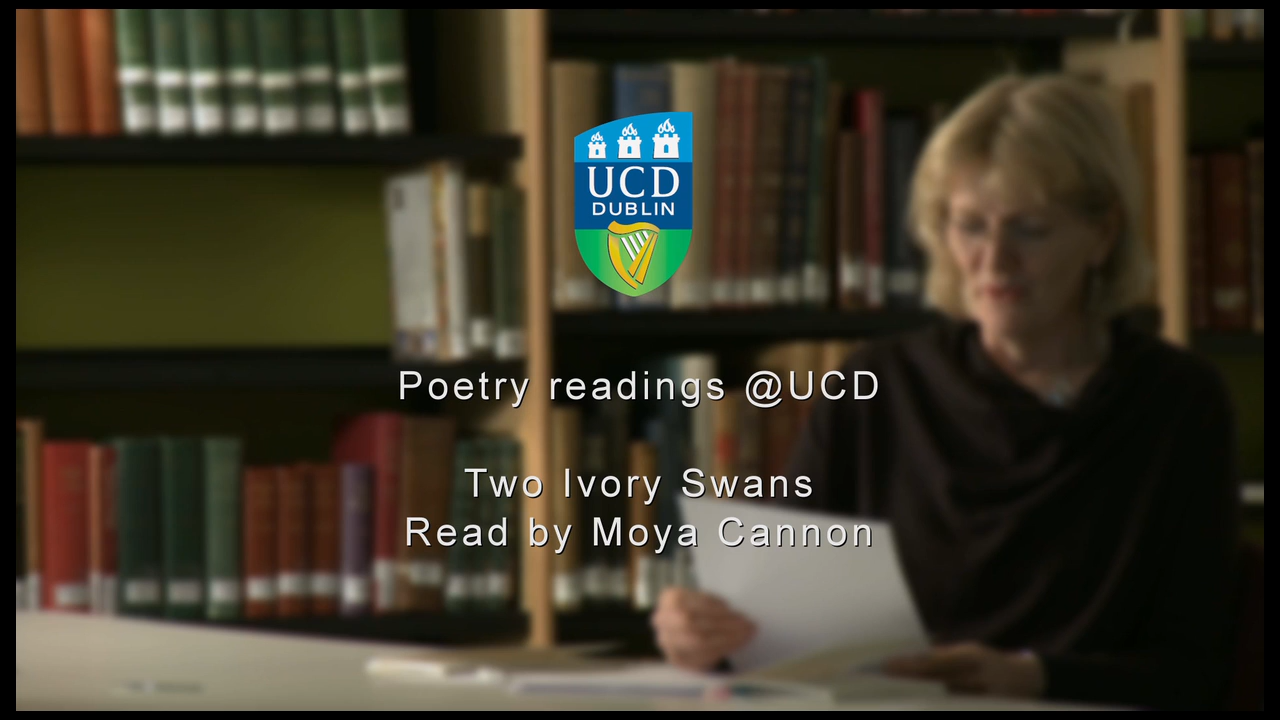 UCD
DUBLIN
Poetry readings @UCD
Two Ivory Swans
Read by Moya Cannon